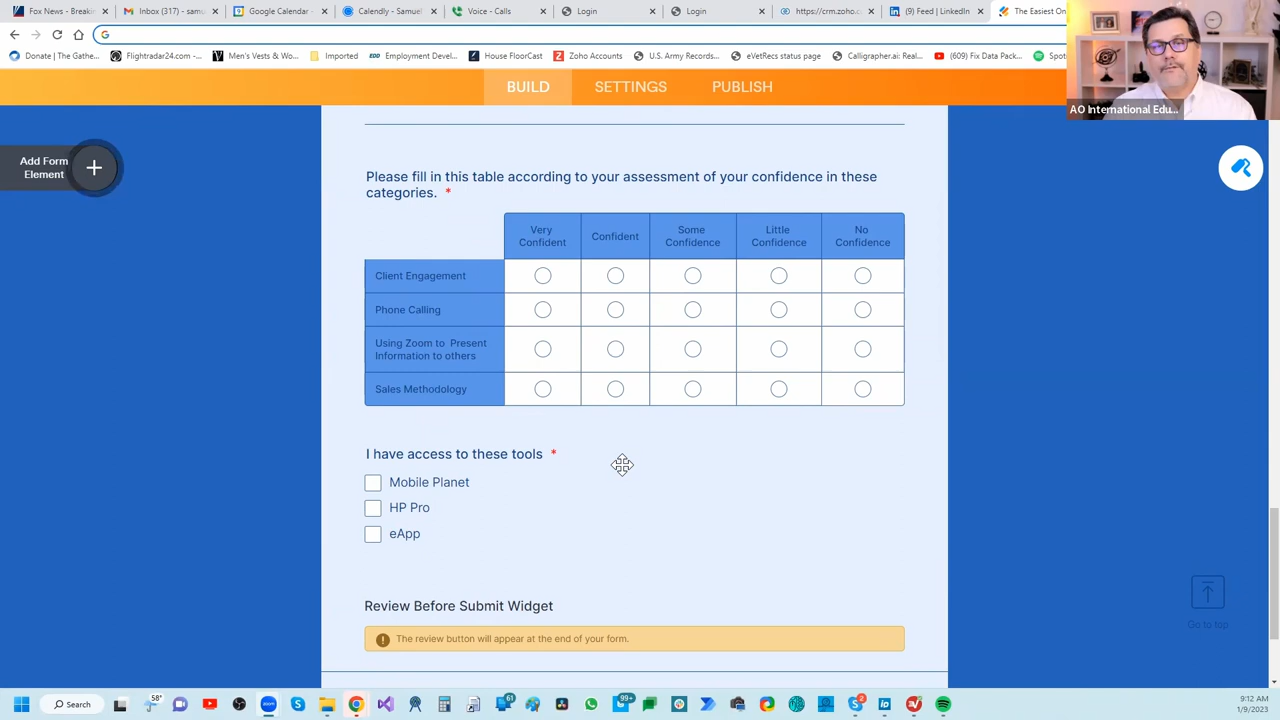 Fox News - Breakin
Inbox (317) - samu
Google Calendar -
Calendly - Samuel
Voice - Calls
Login
Login
https://crm.zoho.c
(9) Feed | LinkedIn
The Easiest On
Donate | The Gathe...
Flightradar24.com -...
Men's Vests & Wo...
Imported
EDD Employment Devel...
House FloorCast
Zoho Accounts
U.S. Army Records...
eVetRecs status page
Calligrapher.ai: Real...
(609) Fix Data Pack...
Spot
BUILD
SETTINGS
PUBLISH
AO International Edu...
Add Form
Element
Please fill in this table according to your assessment of your confidence in these
categories. *
Very
Confident
Confident
Some
Confidence
Little
Confidence
No
Confidence
Client Engagement
Phone Calling
Using Zoom to Present
Information to others
Sales Methodology
I have access to these tools *
Mobile Planet
HP Pro
eApp
Go to top
Review Before Submit Widget
The review button will appear at the end of your form.
Search
58°
61
99+
2
9:12 AM
1/9/2023